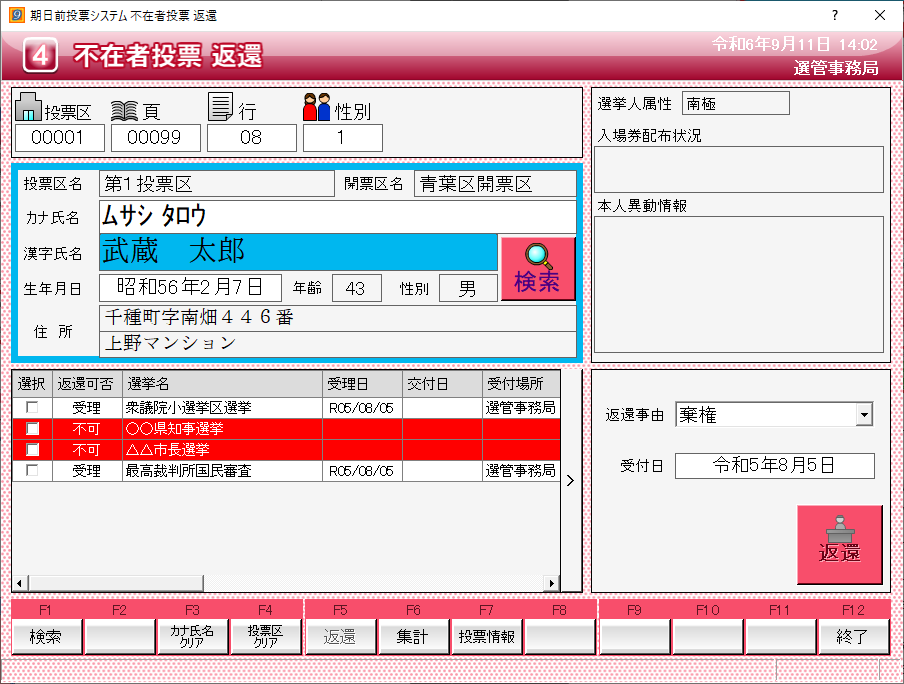 期日前投票システム 不在者投票 返還
? ×
4 不在者投票 返還
令和6年9月11日 14:02
選管事務局
投票区 頁 行 性別
00001 00099 08 1
投票区名 第1投票区 開票区名 青葉区開票区
カナ氏名 ムサシ タロウ
漢字氏名 武蔵 太郎
検索
生年月日 昭和56年2月7日 年齢 43 性別 男
住所 千種町字南畑446番
上野マンション
選挙人属性 南極
入場券配布状況
本人異動情報
選択 返還可否 選挙名 受理日 交付日 受付場所
受理 衆議院小選挙区選挙 R05/08/05 選管事務局
不可 〇〇県知事選挙
不可 △△市長選挙
受理 最高裁判所国民審査 R05/08/05 選管事務局
>
返還事由 棄権
受付日 令和5年8月5日
返還
F1 F2 F3 F4 F5 F6 F7 F8 F9 F10 F11 F12
検索 カナ氏名クリア 投票区クリア 返還 集計 投票情報 終了